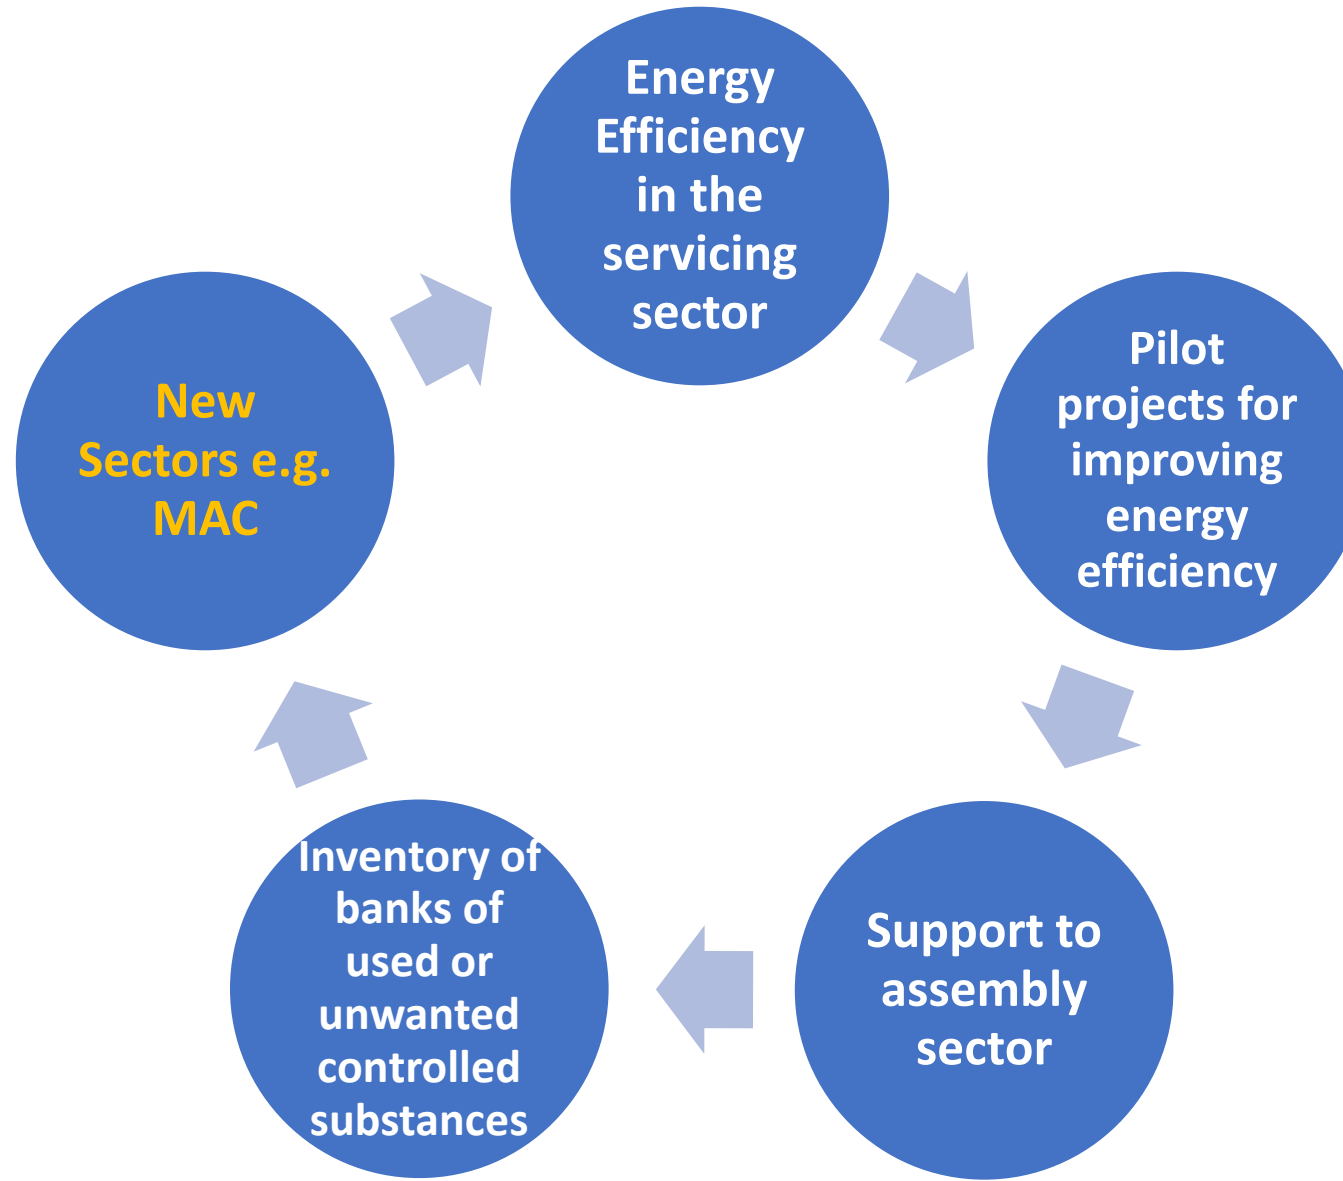 Energy
Efficiency
in the
servicing
sector
Pilot
projects for
improving
energy
efficiency
Support to
assembly
sector
Inventory of
banks of
used or
unwanted
controlled
substances
New
Sectors e.g.
MAC